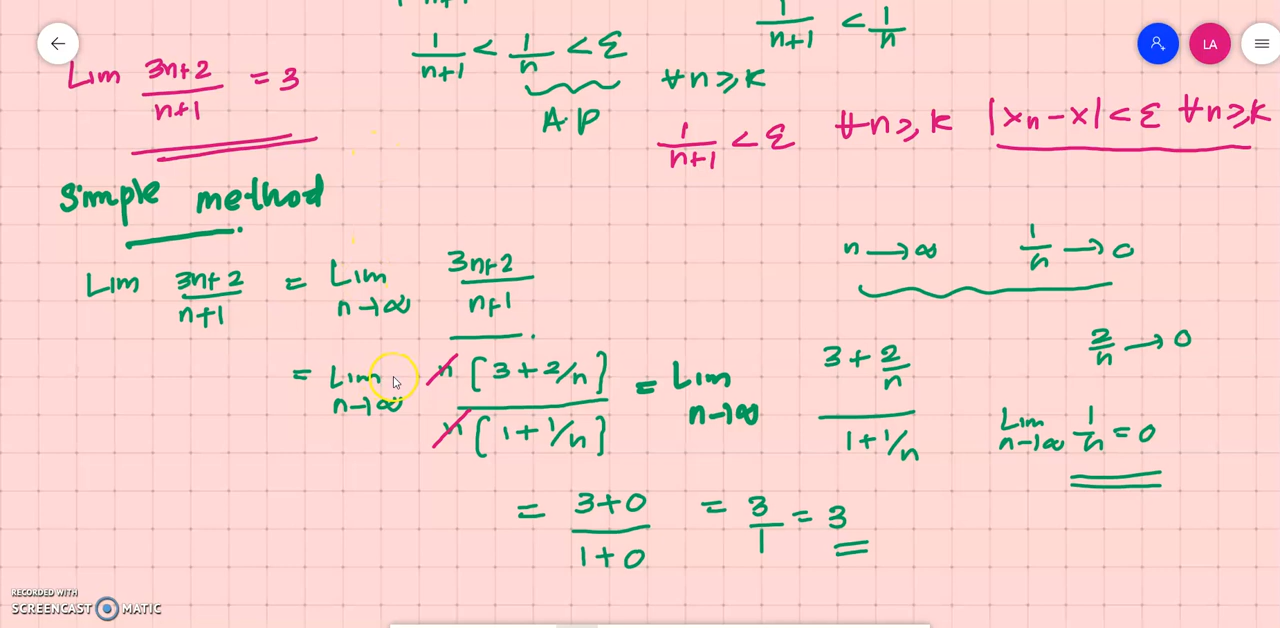 1/(n+1) < 1/n < ε ∀ n ≥ k
1/(n+1) < 1/n
LA
Lim (3n+2)/(n+1) = 3
A P
1/(n+1) < ε ∀ n ≥ k |xn - x| < ε ∀ n ≥ k
Simple method
n → ∞ 1/n → 0
Lim (3n+2)/(n+1) = Lim n→∞ (3n+2)/(n+1)
2/n → 0
= Lim n→∞ n[3+2/n] / n[1+1/n] = Lim n→∞ (3+2/n)/(1+1/n)
Lim n→∞ 1/n = 0
= (3+0)/(1+0) = 3/1 = 3
RECORDED WITH
SCREENCAST MATIC